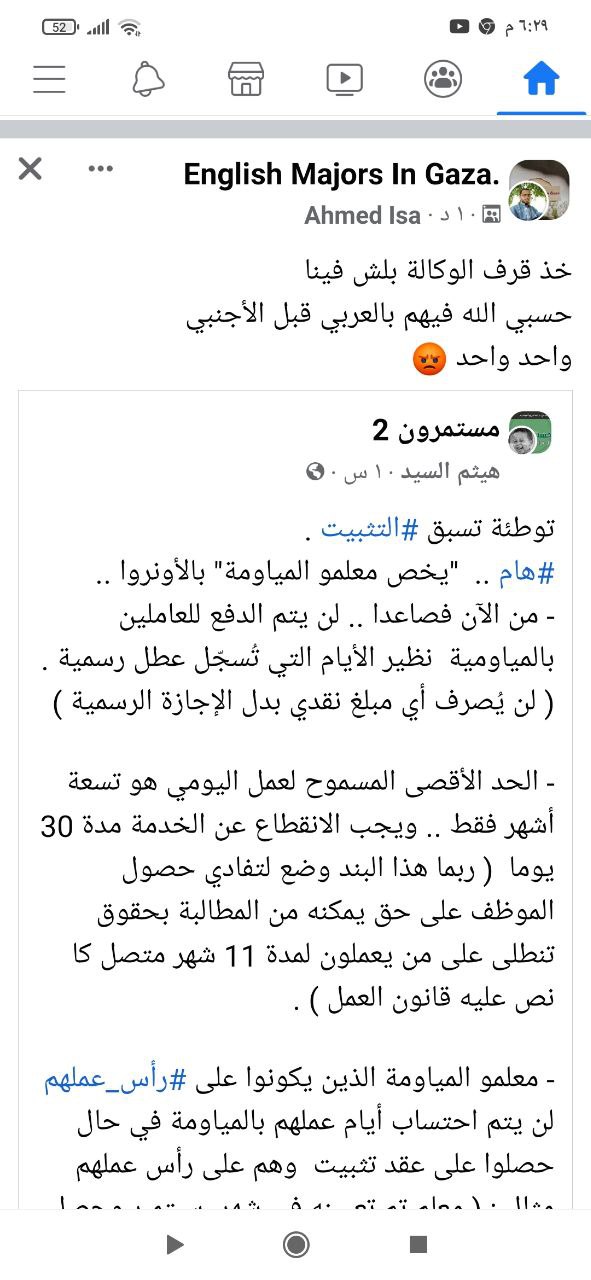 52
٦:٢٩ م
English Majors In Gaza.
Ahmed Isa · ١٠ د ·
خذ قرف الوكالة بلش فينا
حسبي الله فيهم بالعربي قبل الأجنبي
واحد واحد 😡
مستمرون 2
هيثم السيد · ١٠ س ·
توطئة تسبق #التثبيت .
#هام .. "يخص معلمو المياومة" بالأونروا ..
- من الآن فصاعدا .. لن يتم الدفع للعاملين
بالمياومية نظير الأيام التي تُسجّل عطل رسمية .
( لن يُصرف أي مبلغ نقدي بدل الإجازة الرسمية )
- الحد الأقصى المسموح لعمل اليومي هو تسعة
أشهر فقط .. ويجب الانقطاع عن الخدمة مدة 30
يوما ( ربما هذا البند وضع لتفادي حصول
الموظف على حق يمكنه من المطالبة بحقوق
تنطلى على من يعملون لمدة 11 شهر متصل كا
نص عليه قانون العمل ) .
- معلمو المياومة الذين يكونوا على #رأس_عملهم
لن يتم احتساب أيام عملهم بالمياومة في حال
حصلوا على عقد تثبيت وهم على رأس عملهم